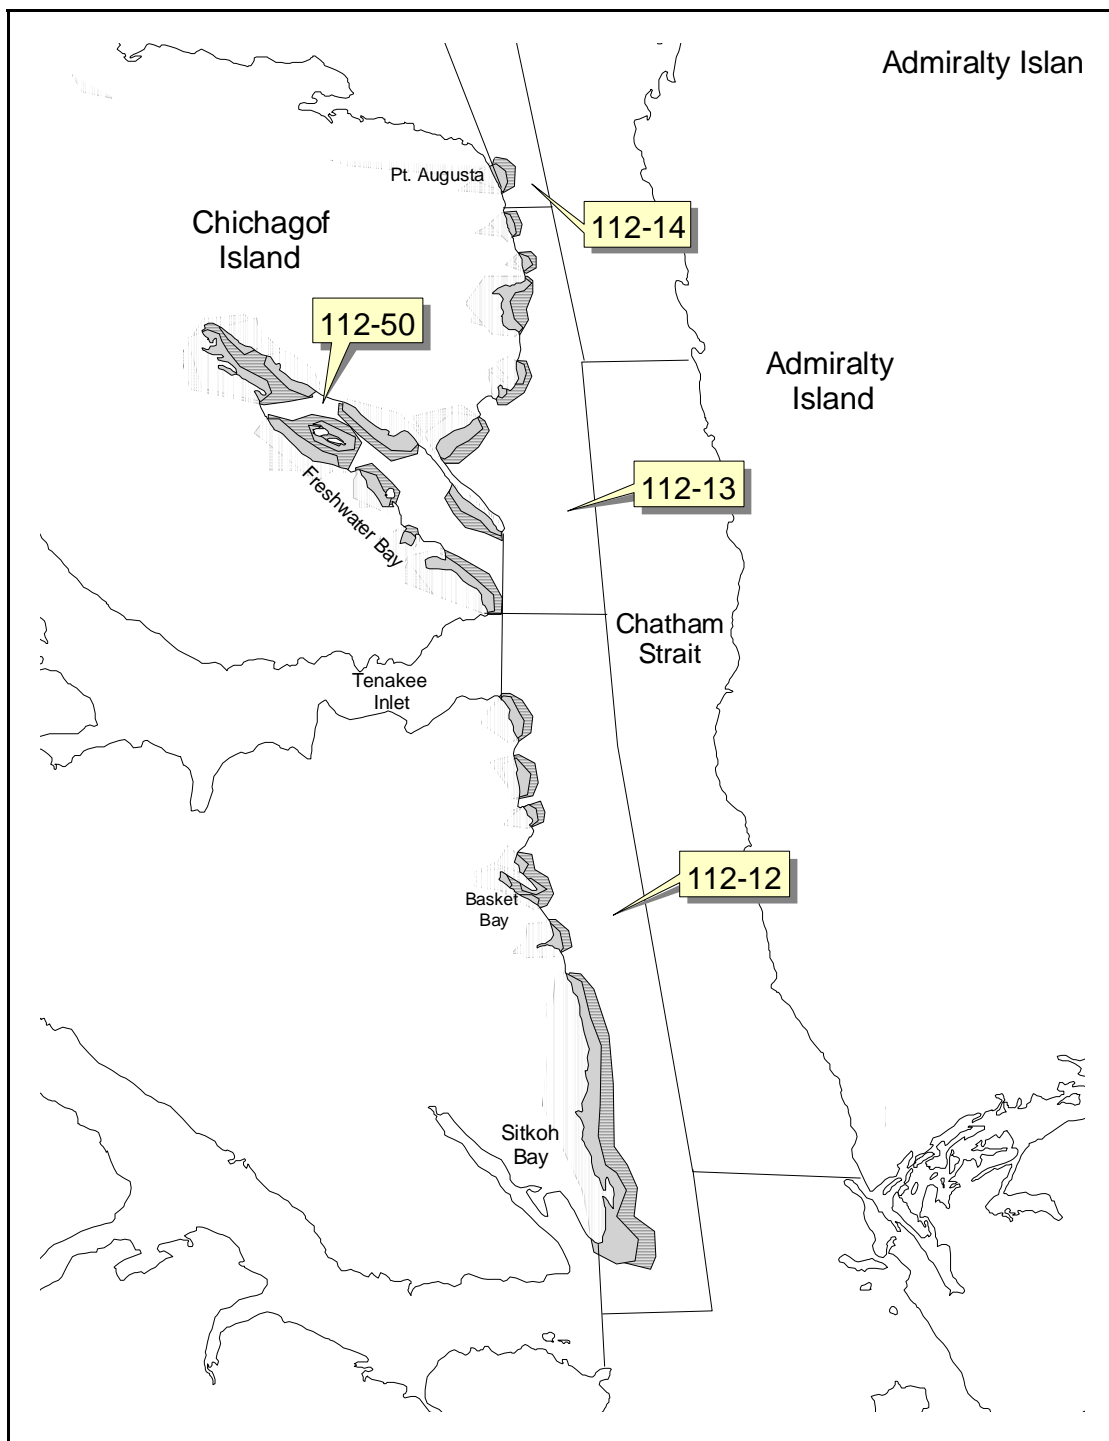 Admiralty Islan
Pt. Augusta
Chichagof
Island
112-14
112-50
Admiralty
Island
112-13
Freshwater Bay
Chatham
Strait
Tenakee
Inlet
112-12
Basket
Bay
Sitkoh
Bay